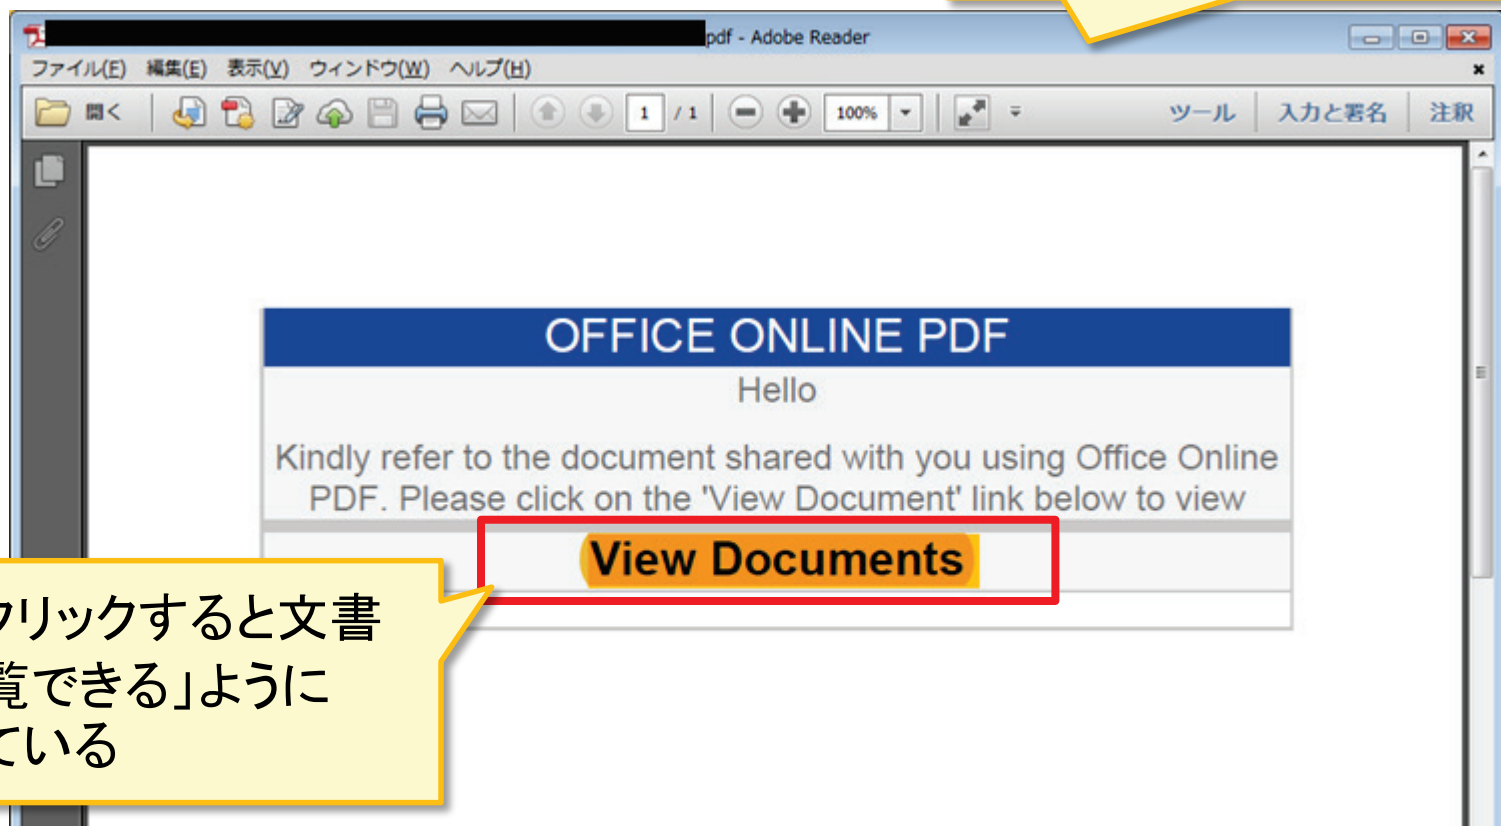 pdf - Adobe Reader
ファイル(F) 編集(E) 表示(V) ウィンドウ(W) ヘルプ(H)
開く 1 / 1 100% ツール 入力と署名 注釈
OFFICE ONLINE PDF
Hello
Kindly refer to the document shared with you using Office Online
PDF. Please click on the 'View Document' link below to view
View Documents
クリックすると文書
覧できる」ように
ている